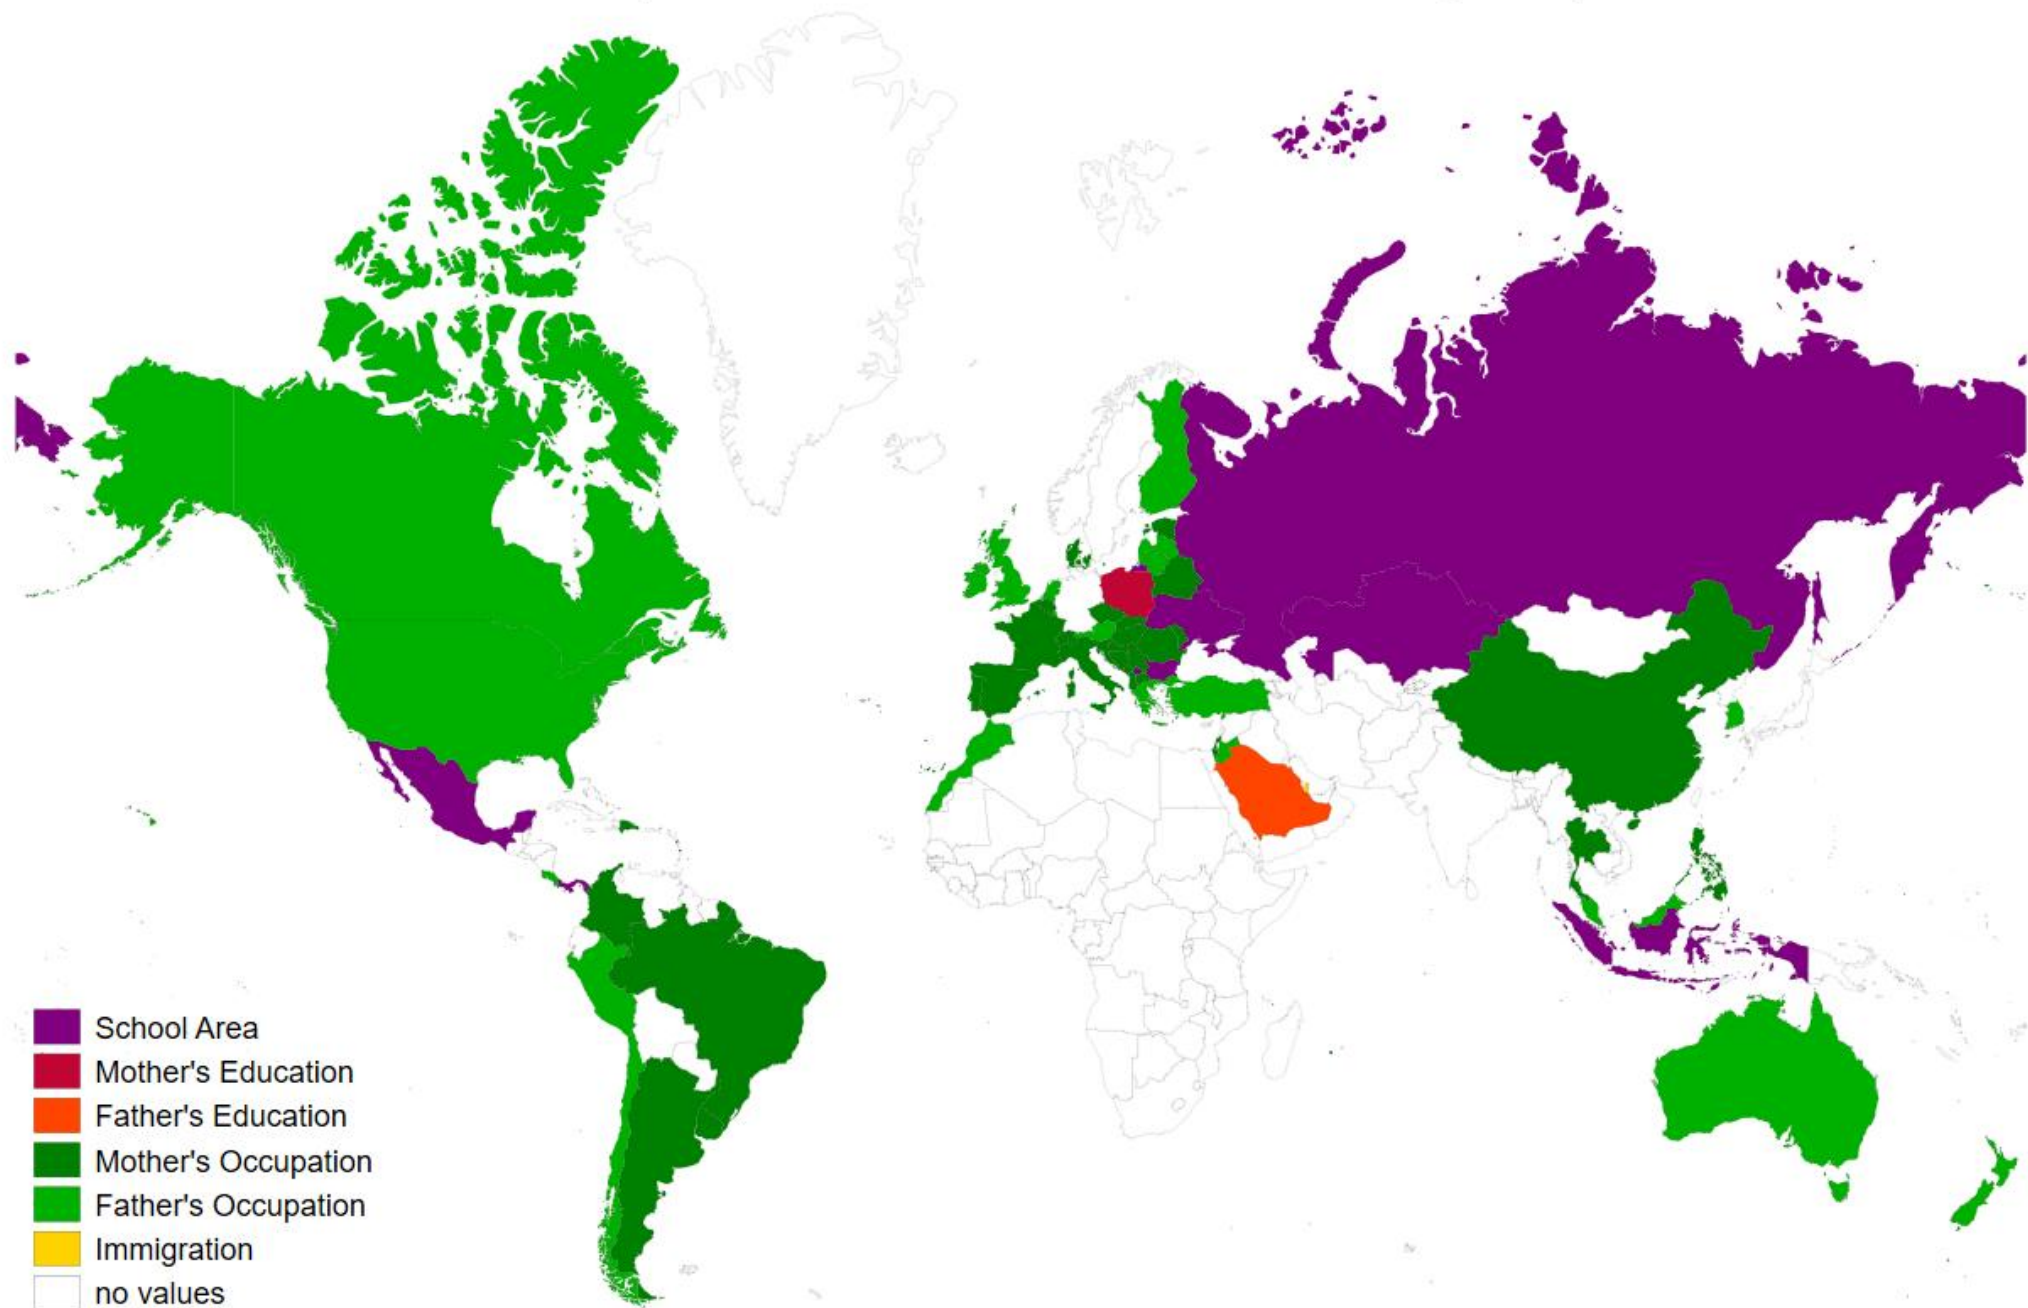 School Area
Mother's Education
Father's Education
Mother's Occupation
Father's Occupation
Immigration
no values